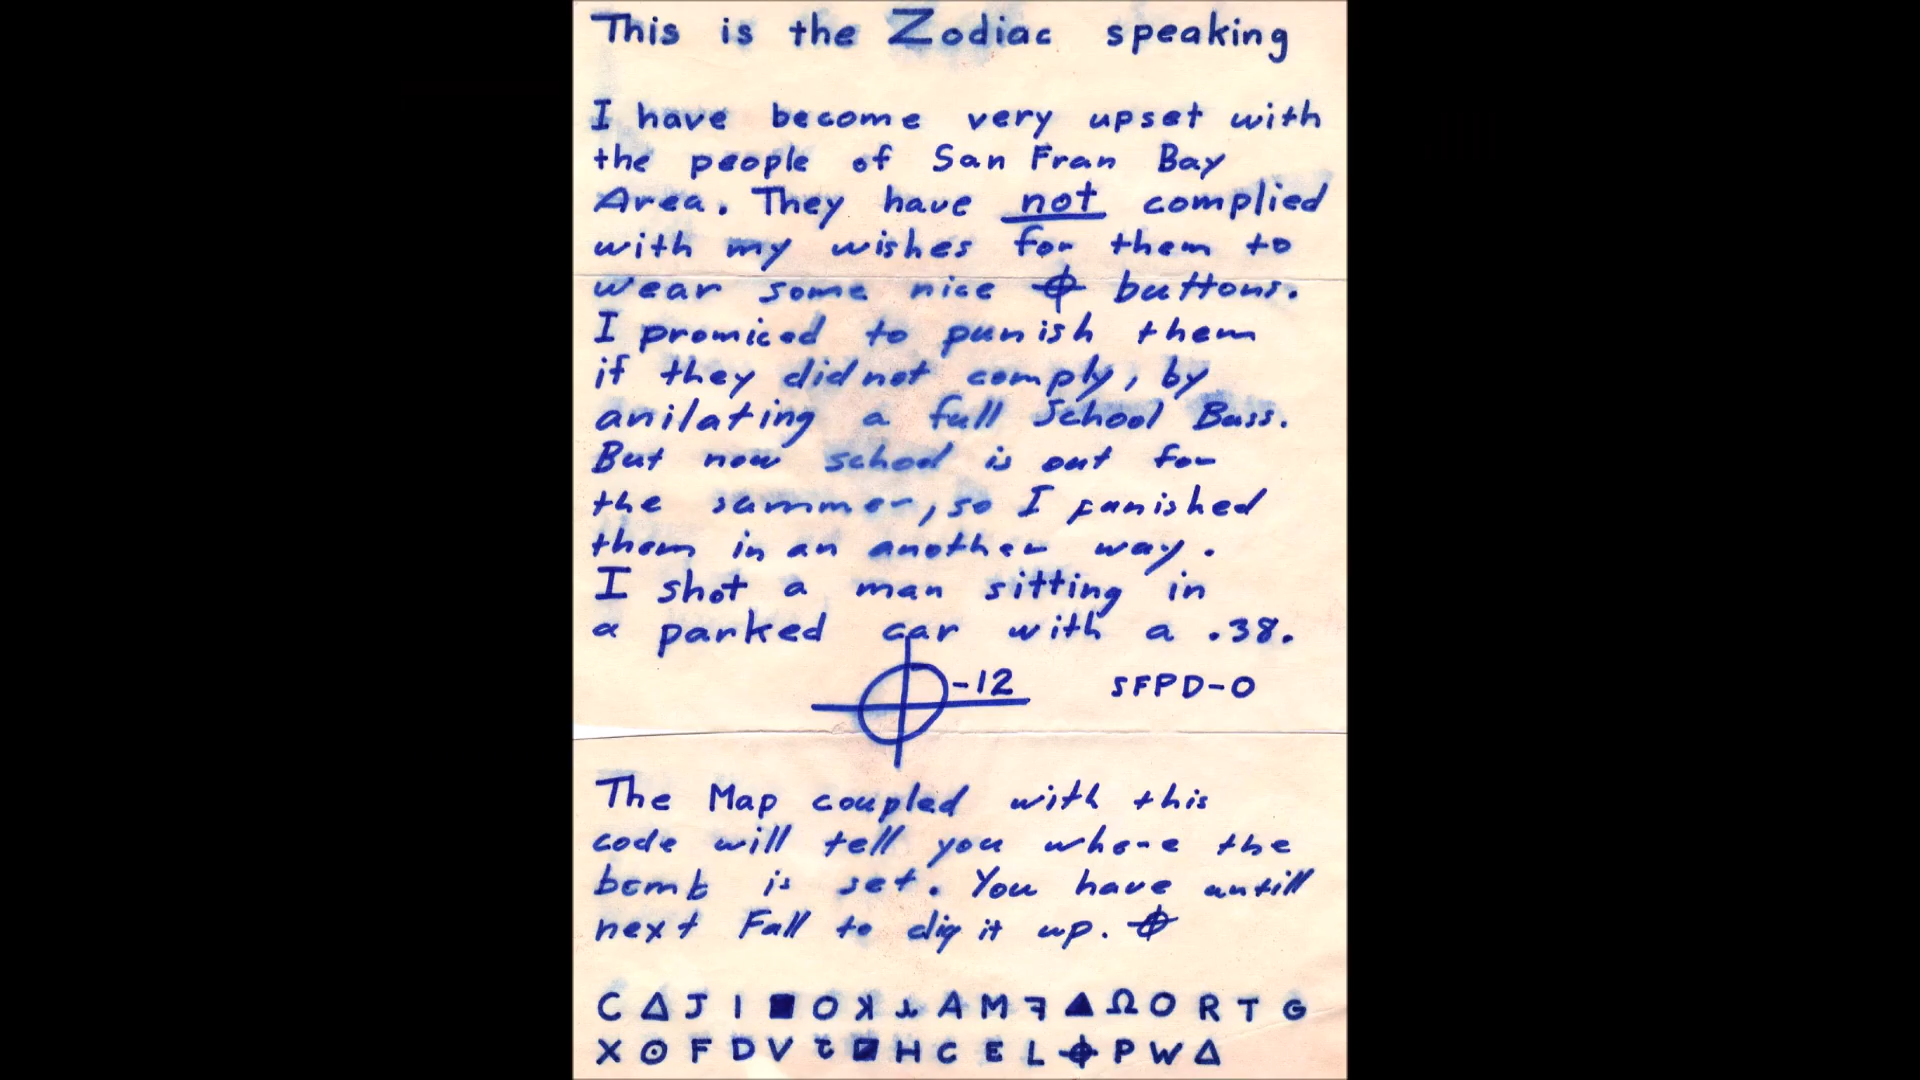 This is the Zodiac speaking
I have become very upset with
the people of San Fran Bay
Area. They have not complied
with my wishes for them to
wear some nice ⌖ buttons.
I promiced to punish them
if they did not comply, by
anilating a full School Buss.
But now school is out for
the summer, so I punished
them in an another way.
I shot a man sitting in
a parked car with a .38.
⌖-12 SFPD-0
The Map coupled with this
code will tell you where the
bomb is set. You have untill
next Fall to dig it up. ⌖
C Δ J I ■ O ꓘ A M ꟻ ▲ Ω O R T G
X ⊙ F D V H C E L ⌖ P W Δ